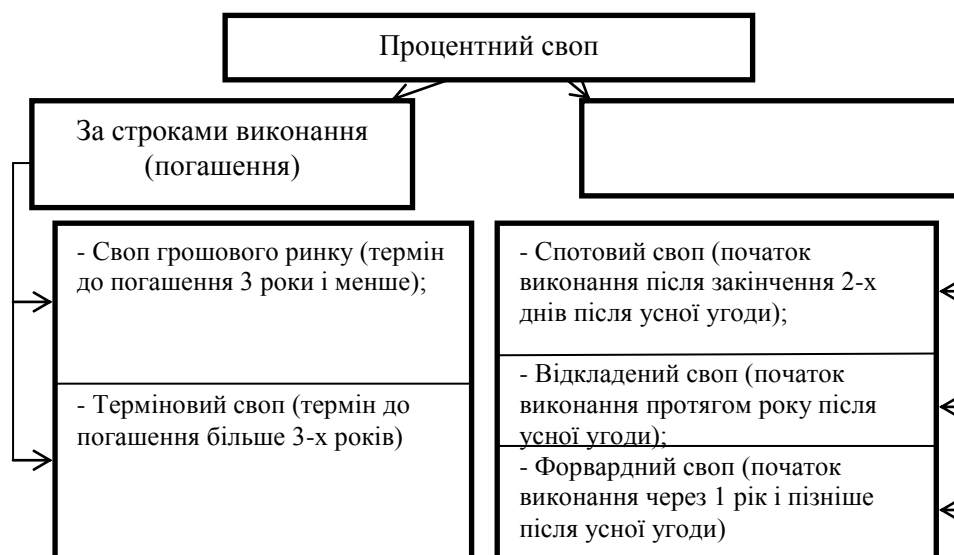 Процентний своп
За строками виконання
(погашення)
- Своп грошового ринку (термін
до погашення 3 роки і менше);
- Терміновий своп (термін до
погашення більше 3-х років)
- Спотовий своп (початок
виконання після закінчення 2-х
днів після усної угоди);
- Відкладений своп (початок
виконання протягом року після
усної угоди);
- Форвардний своп (початок
виконання через 1 рік і пізніше
після усної угоди)